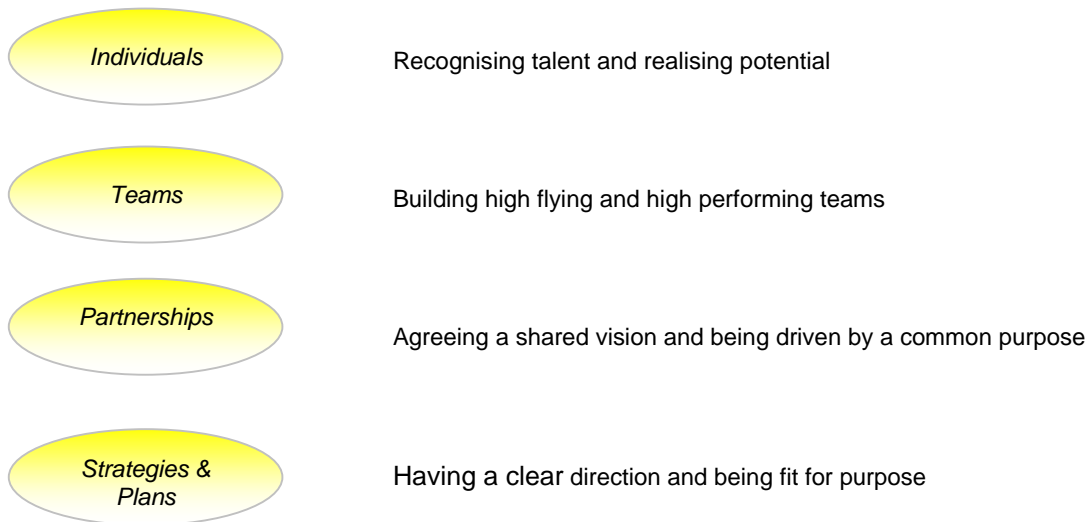 Individuals
Recognising talent and realising potential
Teams
Building high flying and high performing teams
Partnerships
Agreeing a shared vision and being driven by a common purpose
Strategies &
Plans
Having a clear direction and being fit for purpose